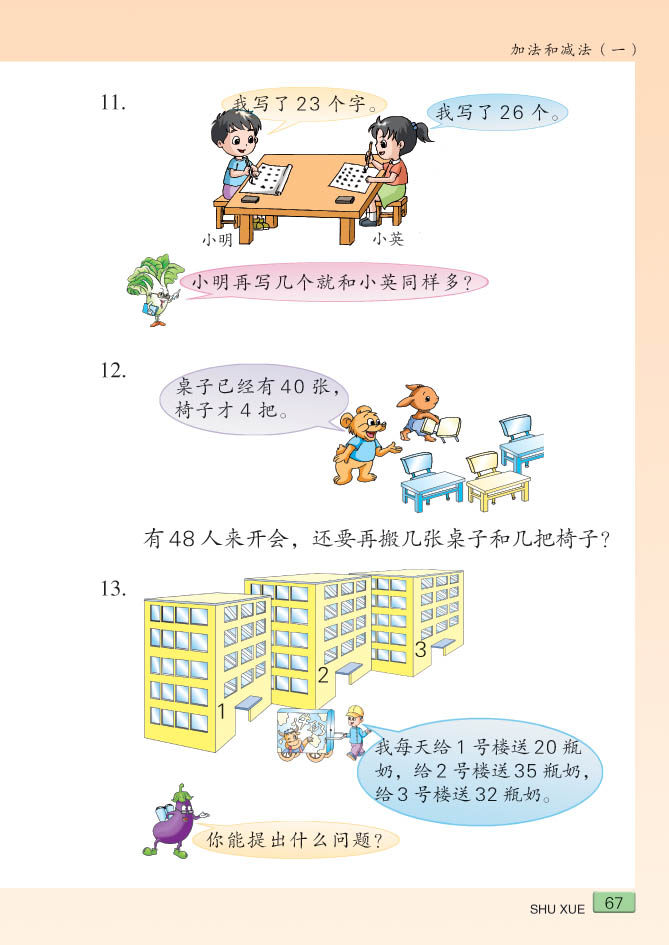 加法和减法（一）
11.
我写了23个字。
我写了26个。
小明
小英
小明再写几个就和小英同样多？
12.
桌子已经有40张，
椅子才4把。
有48人来开会，还要再搬几张桌子和几把椅子？
13.
1
2
3
我每天给1号楼送20瓶
奶，给2号楼送35瓶奶，
给3号楼送32瓶奶。
你能提出什么问题？
SHU XUE
67